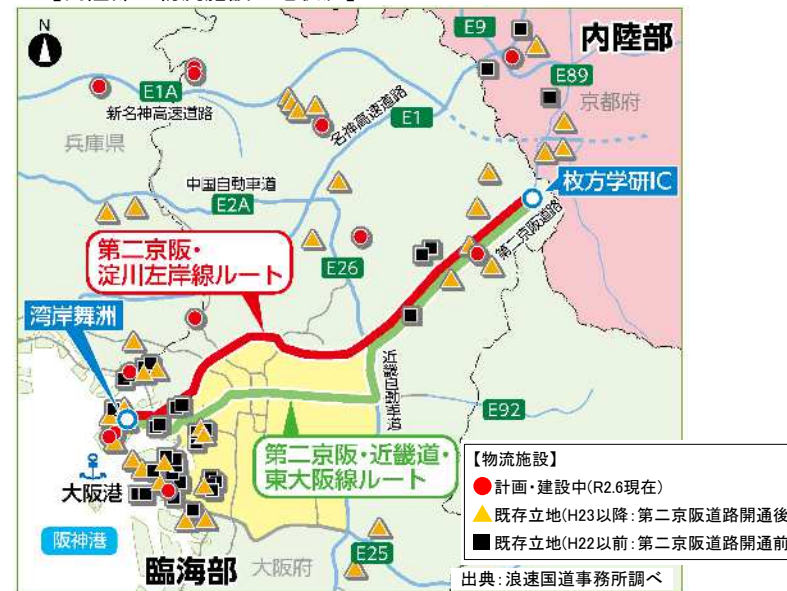 N
E9
内陸部
E1A
E89
新名神高速道路
名神高速道路
E1
京都府
兵庫県
中国自動車道
E2A
枚方学研IC
第二京阪・
淀川左岸線ルート
E26
第二京阪道路
湾岸舞洲
近畿自動車道
E92
第二京阪・近畿道・
東大阪線ルート
大阪港
阪神港
臨海部
大阪府
E25
【物流施設】
計画・建設中(R2.6現在)
既存立地(H23以降:第二京阪道路開通後
既存立地(H22以前:第二京阪道路開通前
出典:浪速国道事務所調べ